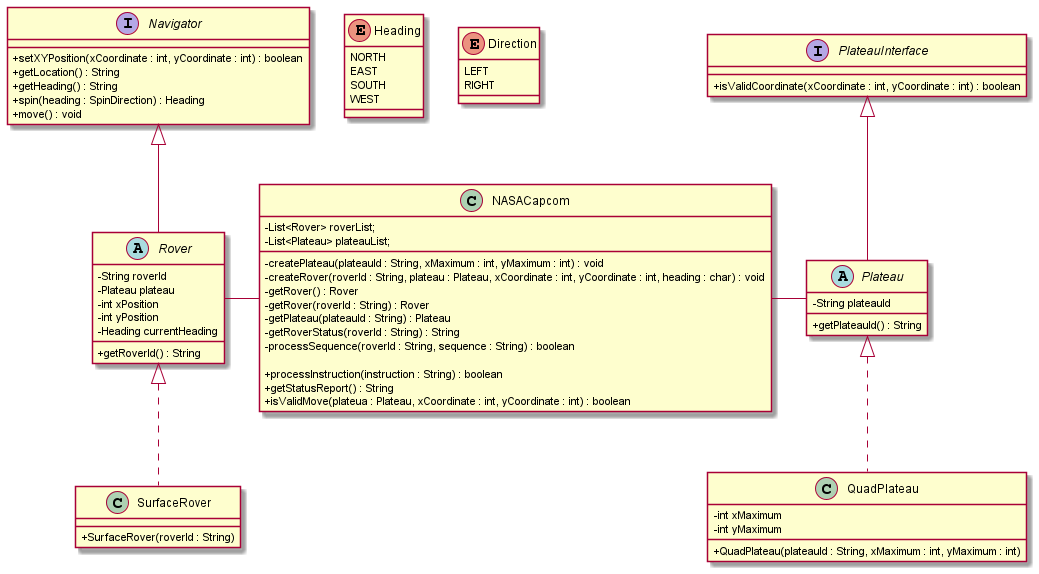 I Navigator
+setXYPosition(xCoordinate : int, yCoordinate : int) : boolean
+getLocation() : String
+getHeading() : String
+spin(heading : SpinDirection) : Heading
+move() : void
E Heading
NORTH
EAST
SOUTH
WEST
E Direction
LEFT
RIGHT
I PlateauInterface
+isValidCoordinate(xCoordinate : int, yCoordinate : int) : boolean
C NASACapcom
-List<Rover> roverList;
-List<Plateau> plateauList;
-createPlateau(plateauId : String, xMaximum : int, yMaximum : int) : void
-createRover(roverId : String, plateau : Plateau, xCoordinate : int, yCoordinate : int, heading : char) : void
-getRover() : Rover
-getRover(roverId : String) : Rover
-getPlateau(plateauId : String) : Plateau
-getRoverStatus(roverId : String) : String
-processSequence(roverId : String, sequence : String) : boolean
+processInstruction(instruction : String) : boolean
+getStatusReport() : String
+isValidMove(plateua : Plateau, xCoordinate : int, yCoordinate : int) : boolean
A Rover
-String roverId
-Plateau plateau
-int xPosition
-int yPosition
-Heading currentHeading
+getRoverId() : String
A Plateau
-String plateauId
+getPlateauId() : String
C SurfaceRover
+SurfaceRover(roverId : String)
C QuadPlateau
-int xMaximum
-int yMaximum
+QuadPlateau(plateauId : String, xMaximum : int, yMaximum : int)